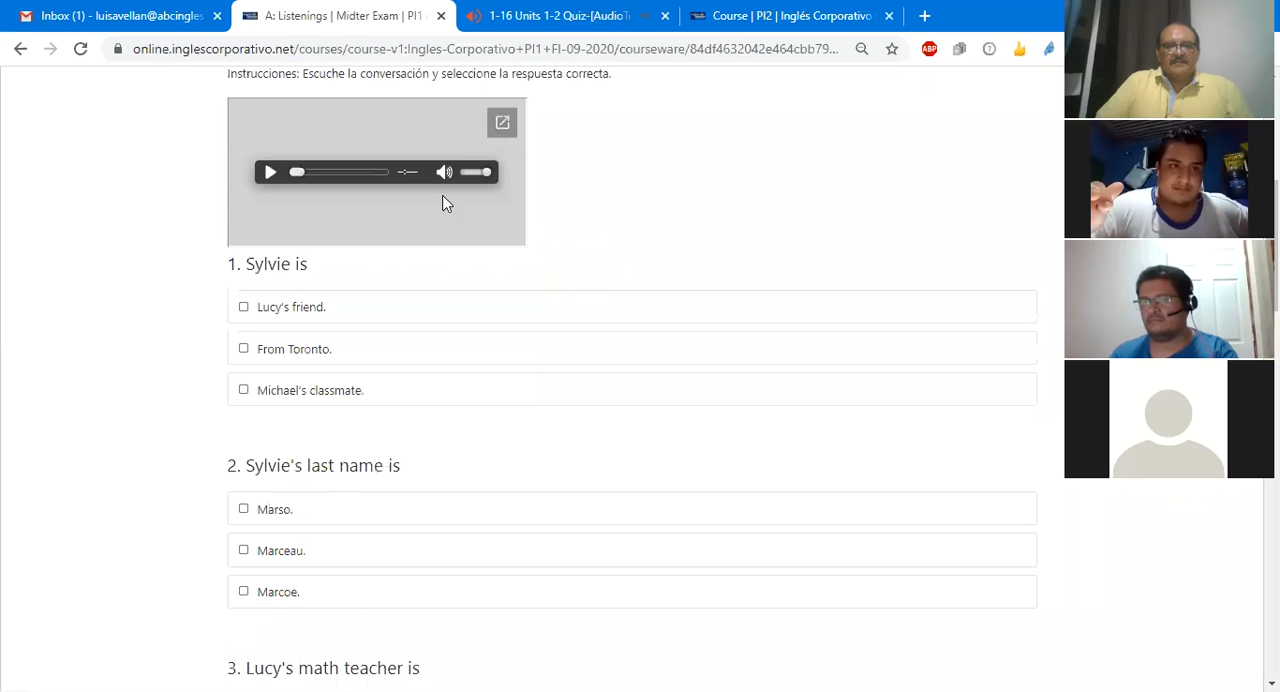 Inbox (1) - luisavellan@abcingles
A: Listenings | Midter Exam | PI1
1-16 Units 1-2 Quiz-[AudioT
Course | PI2 | Inglés Corporativo
online.inglescorporativo.net/courses/course-v1:Ingles-Corporativo+PI1+FI-09-2020/courseware/84df4632042e464cbb79...
ABP
Instrucciones: Escuche la conversación y seleccione la respuesta correcta.
1. Sylvie is
Lucy's friend.
From Toronto.
Michael's classmate.
2. Sylvie's last name is
Marso.
Marceau.
Marcoe.
3. Lucy's math teacher is